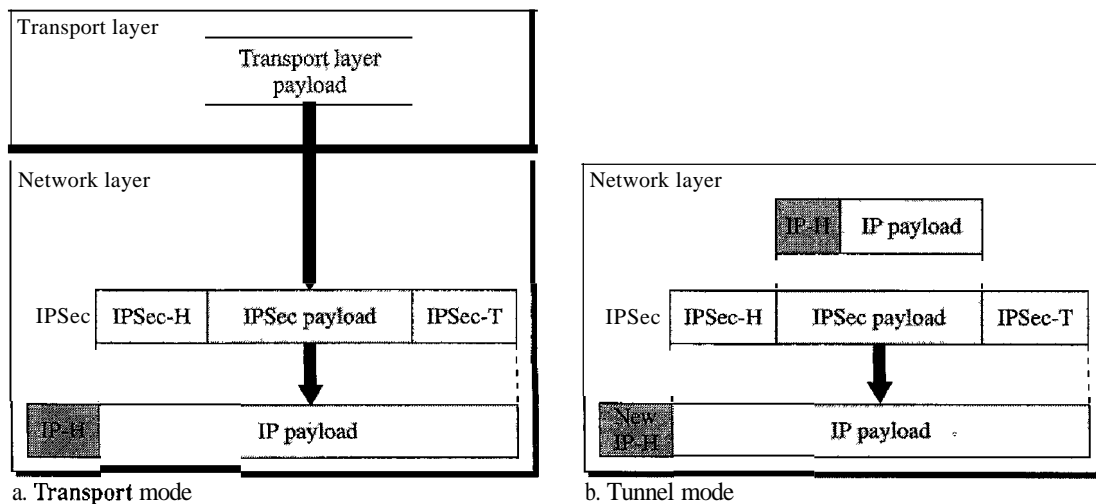 Transport layer
Transport layer
payload
Network layer
IPSec
IPSec-H
IPSec payload
IPSec-T
IP-H
IP payload
a. Transport mode
Network layer
IP-H
IP payload
IPSec
IPSec-H
IPSec payload
IPSec-T
New
IP-H
IP payload
b. Tunnel mode